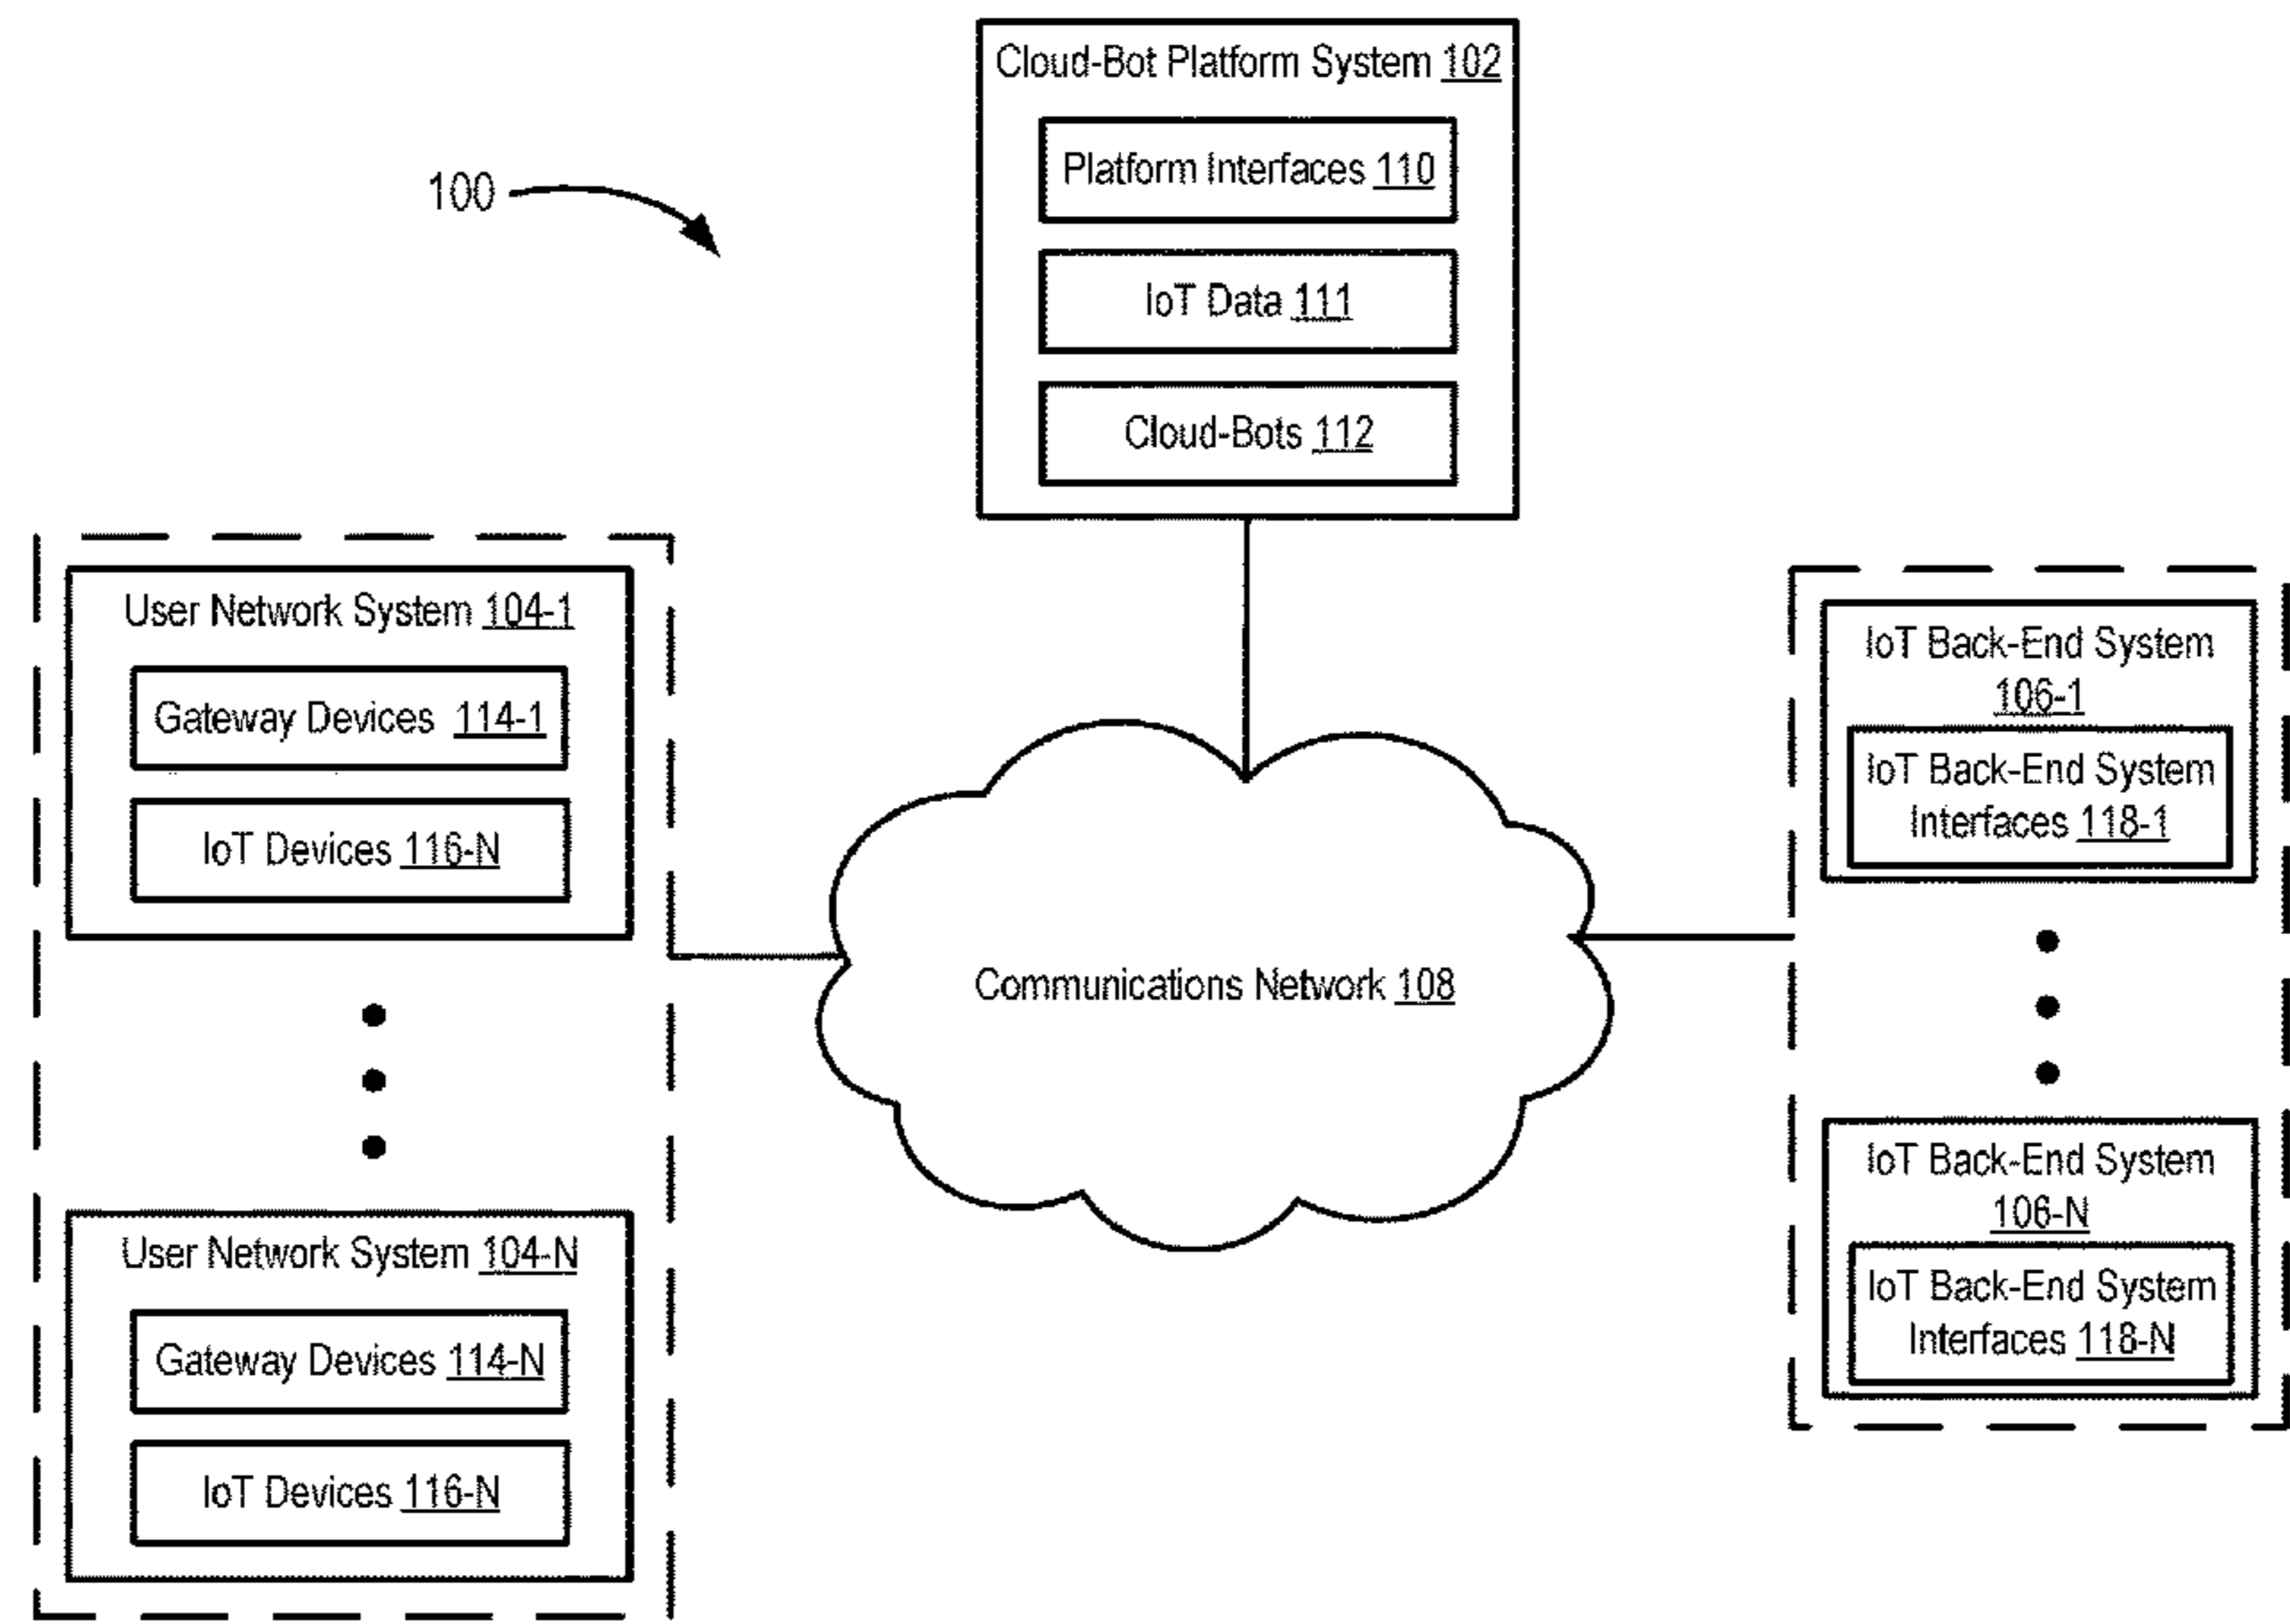 100
Cloud-Bot Platform System 102
Platform Interfaces 110
IoT Data 111
Cloud-Bots 112
User Network System 104-1
Gateway Devices 114-1
IoT Devices 116-N
User Network System 104-N
Gateway Devices 114-N
IoT Devices 116-N
Communications Network 108
IoT Back-End System
106-1
IoT Back-End System
Interfaces 118-1
IoT Back-End System
106-N
IoT Back-End System
Interfaces 118-N